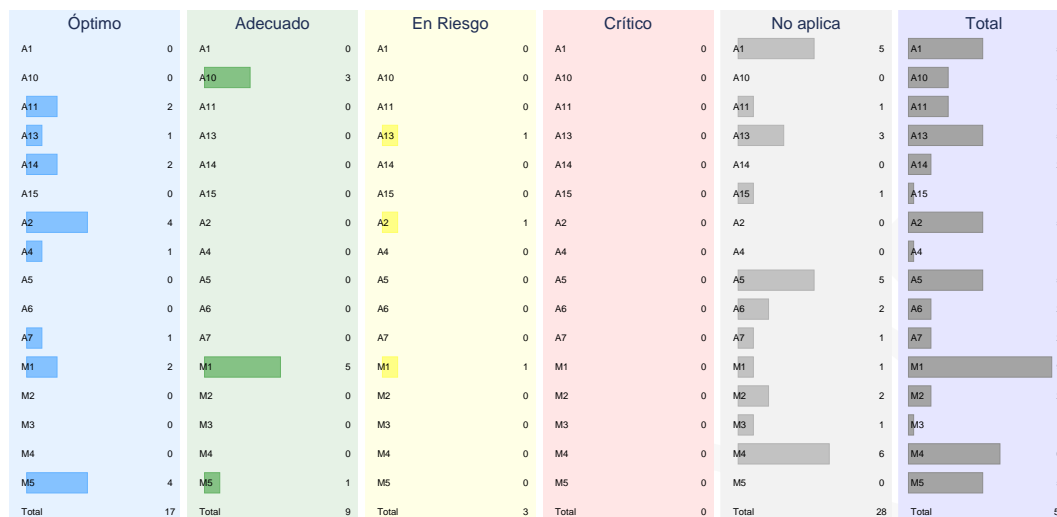 Óptimo Adecuado En Riesgo Crítico No aplica Total
A1 0 A1 0 A1 0 A1 0 A1 5 A1
A10 0 A10 3 A10 0 A10 0 A10 0 A10
A11 2 A11 0 A11 0 A11 0 A11 1 A11
A13 1 A13 0 A13 1 A13 0 A13 3 A13
A14 2 A14 0 A14 0 A14 0 A14 0 A14
A15 0 A15 0 A15 0 A15 0 A15 1 A15
A2 4 A2 0 A2 1 A2 0 A2 0 A2
A4 1 A4 0 A4 0 A4 0 A4 0 A4
A5 0 A5 0 A5 0 A5 0 A5 5 A5
A6 0 A6 0 A6 0 A6 0 A6 2 A6
A7 1 A7 0 A7 0 A7 0 A7 1 A7
M1 2 M1 5 M1 1 M1 0 M1 1 M1
M2 0 M2 0 M2 0 M2 0 M2 2 M2
M3 0 M3 0 M3 0 M3 0 M3 1 M3
M4 0 M4 0 M4 0 M4 0 M4 6 M4
M5 4 M5 1 M5 0 M5 0 M5 0 M5
Total 17 Total 9 Total 3 Total 0 Total 28 Total